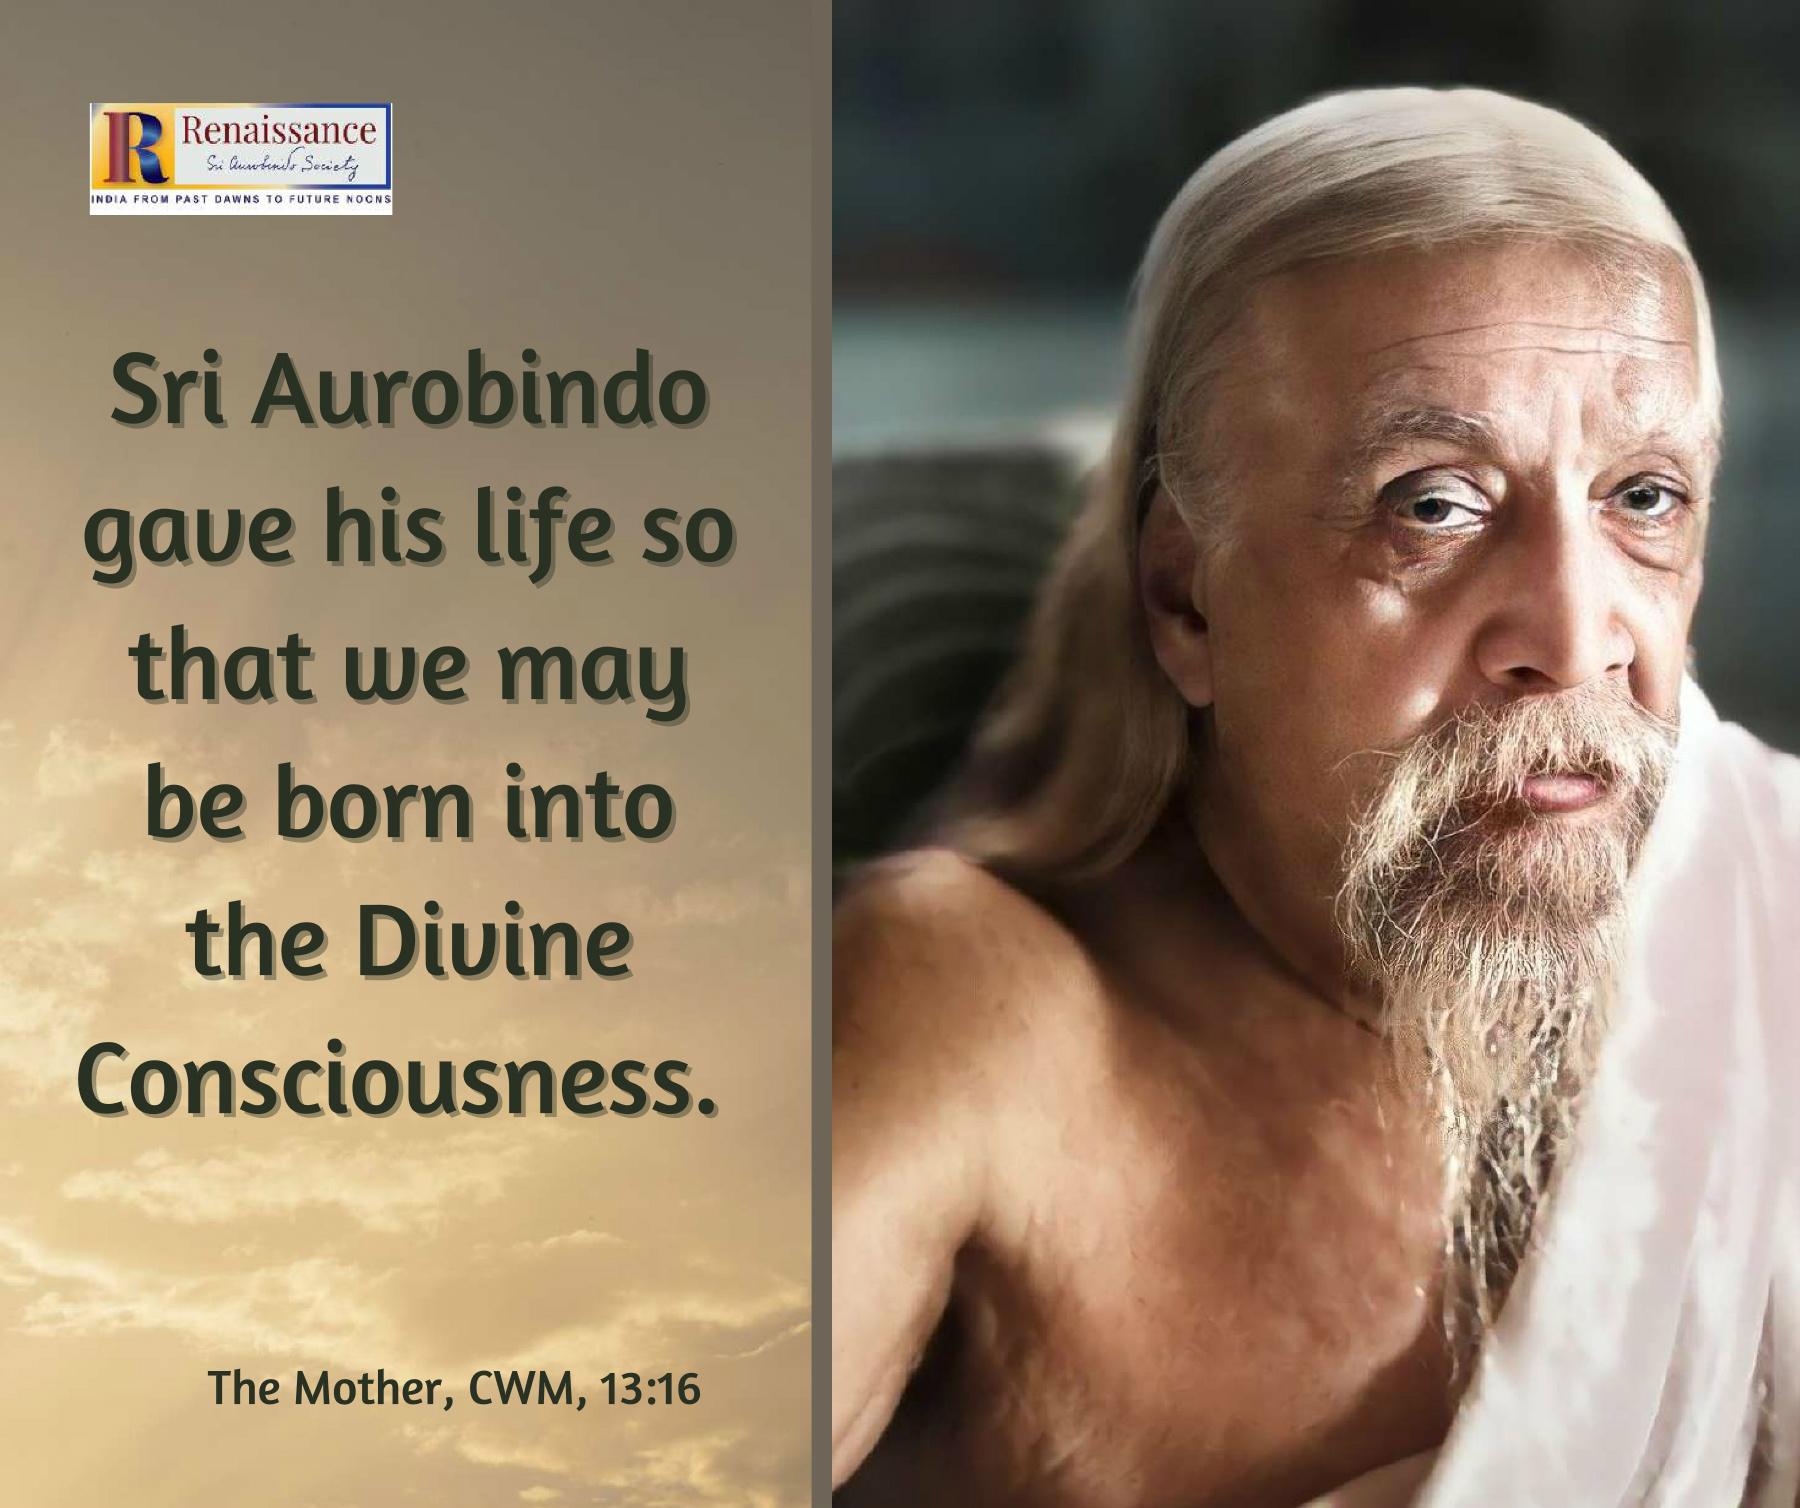 R Renaissance
Sri Aurobindo Society
INDIA FROM PAST DAWNS TO FUTURE NOONS
Sri Aurobindo
gave his life so
that we may
be born into
the Divine
Consciousness.
The Mother, CWM, 13:16